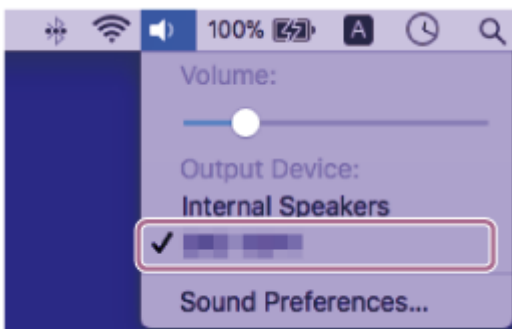 100% A
Volume:
Output Device:
Internal Speakers
Sound Preferences...